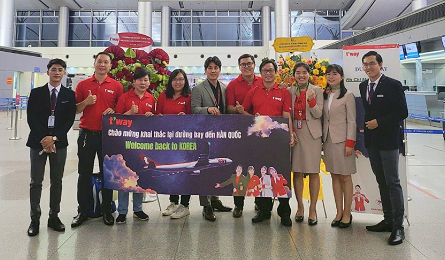 t'way
t'way
Chào mừng khai thác lại đường bay đến HÀN QUỐC
Welcome back to KOREA